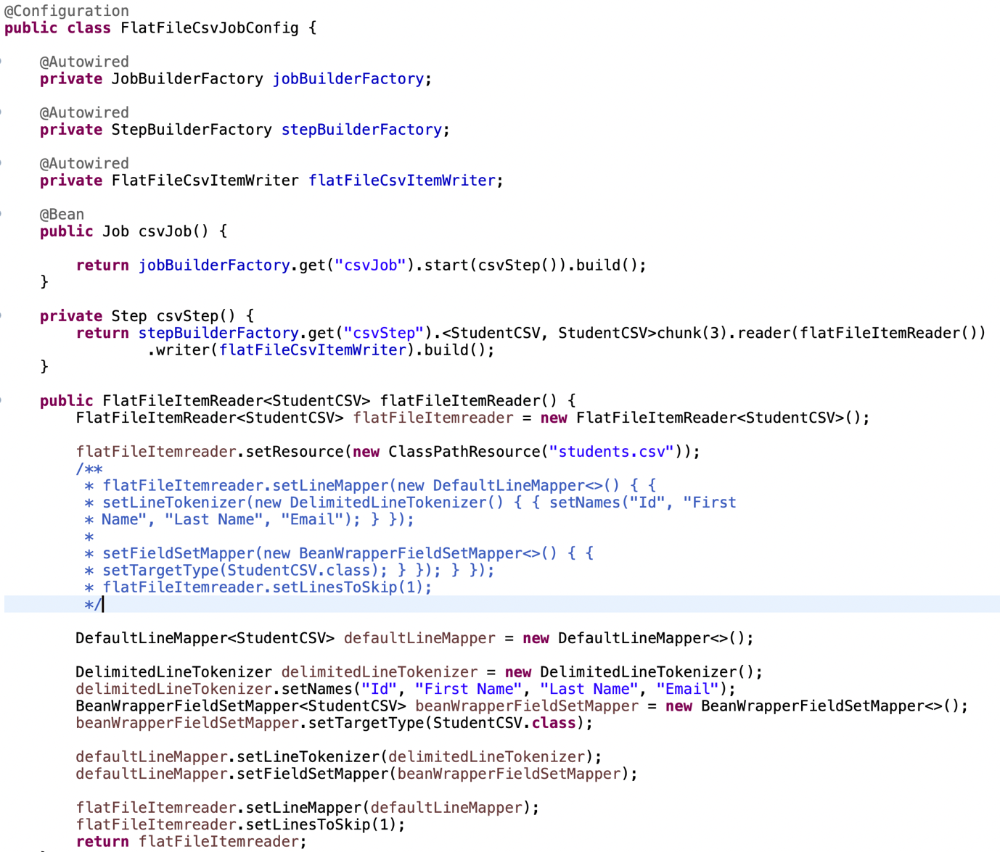 @Configuration
public class FlatFileCsvJobConfig {
@Autowired
private JobBuilderFactory jobBuilderFactory;
@Autowired
private StepBuilderFactory stepBuilderFactory;
@Autowired
private FlatFileCsvItemWriter flatFileCsvItemWriter;
@Bean
public Job csvJob() {
return jobBuilderFactory.get("csvJob").start(csvStep()).build();
}
private Step csvStep() {
return stepBuilderFactory.get("csvStep").<StudentCSV, StudentCSV>chunk(3).reader(flatFileItemReader())
.writer(flatFileCsvItemWriter).build();
}
public FlatFileItemReader<StudentCSV> flatFileItemReader() {
FlatFileItemReader<StudentCSV> flatFileItemreader = new FlatFileItemReader<StudentCSV>();
flatFileItemreader.setResource(new ClassPathResource("students.csv"));
/**
* flatFileItemreader.setLineMapper(new DefaultLineMapper<>() { {
* setLineTokenizer(new DelimitedLineTokenizer() { { setNames("Id", "First
* Name", "Last Name", "Email"); } });
*
* setFieldSetMapper(new BeanWrapperFieldSetMapper<>() { {
* setTargetType(StudentCSV.class); } }); } });
* flatFileItemreader.setLinesToSkip(1);
*/
DefaultLineMapper<StudentCSV> defaultLineMapper = new DefaultLineMapper<>();
DelimitedLineTokenizer delimitedLineTokenizer = new DelimitedLineTokenizer();
delimitedLineTokenizer.setNames("Id", "First Name", "Last Name", "Email");
BeanWrapperFieldSetMapper<StudentCSV> beanWrapperFieldSetMapper = new BeanWrapperFieldSetMapper<>();
beanWrapperFieldSetMapper.setTargetType(StudentCSV.class);
defaultLineMapper.setLineTokenizer(delimitedLineTokenizer);
defaultLineMapper.setFieldSetMapper(beanWrapperFieldSetMapper);
flatFileItemreader.setLineMapper(defaultLineMapper);
flatFileItemreader.setLinesToSkip(1);
return flatFileItemreader;